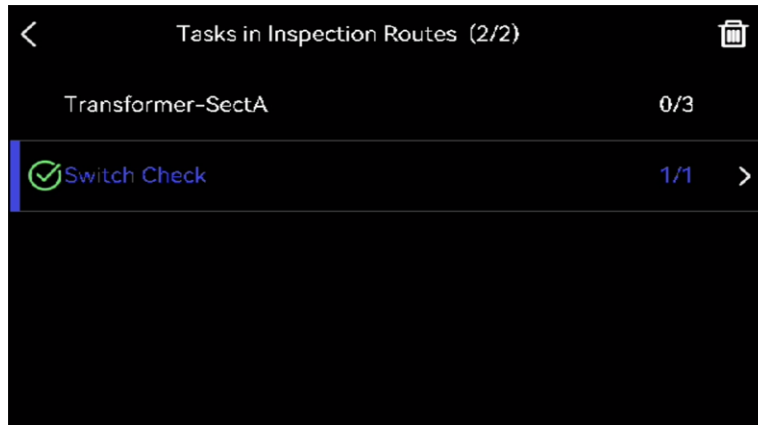 Tasks in Inspection Routes (2/2)
Transformer-SectA 0/3
Switch Check 1/1